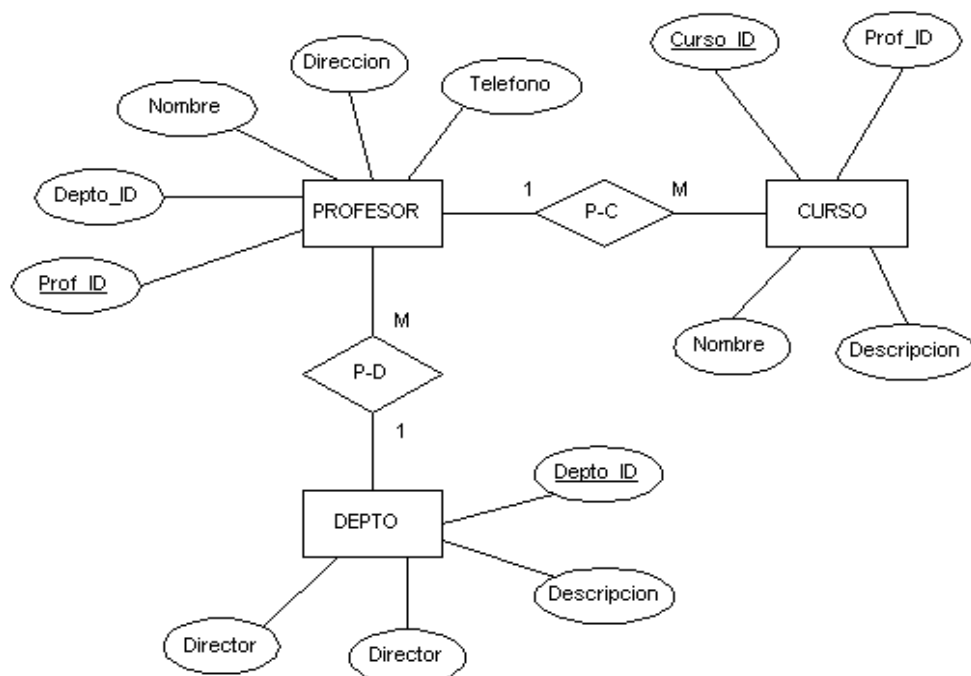 Curso_ID
Prof_ID
Direccion
Telefono
Nombre
Depto_ID
PROFESOR
1
P-C
M
CURSO
Prof_ID
M
Nombre
Descripcion
P-D
1
Depto_ID
DEPTO
Descripcion
Director
Director